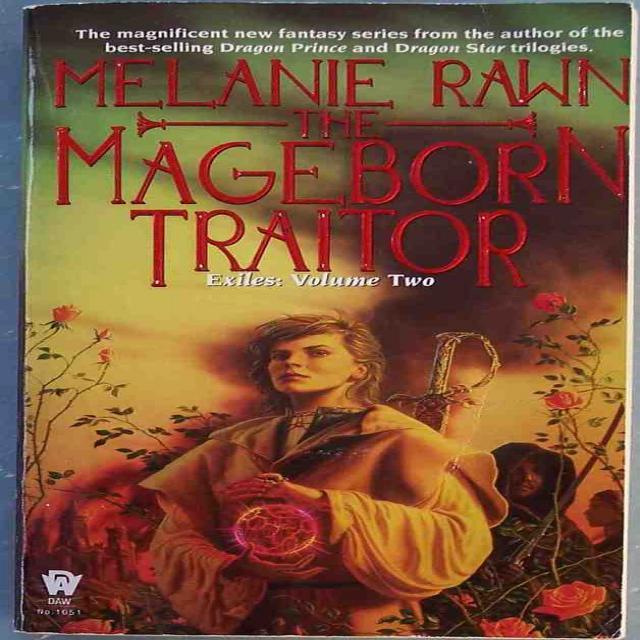 The magnificent new fantasy series from the author of the
best-selling Dragon Prince and Dragon Star trilogies.
MELANIE RAWN
THE
MAGEBORN
TRAITOR
Exiles: Volume Two
DAW
No. 1051